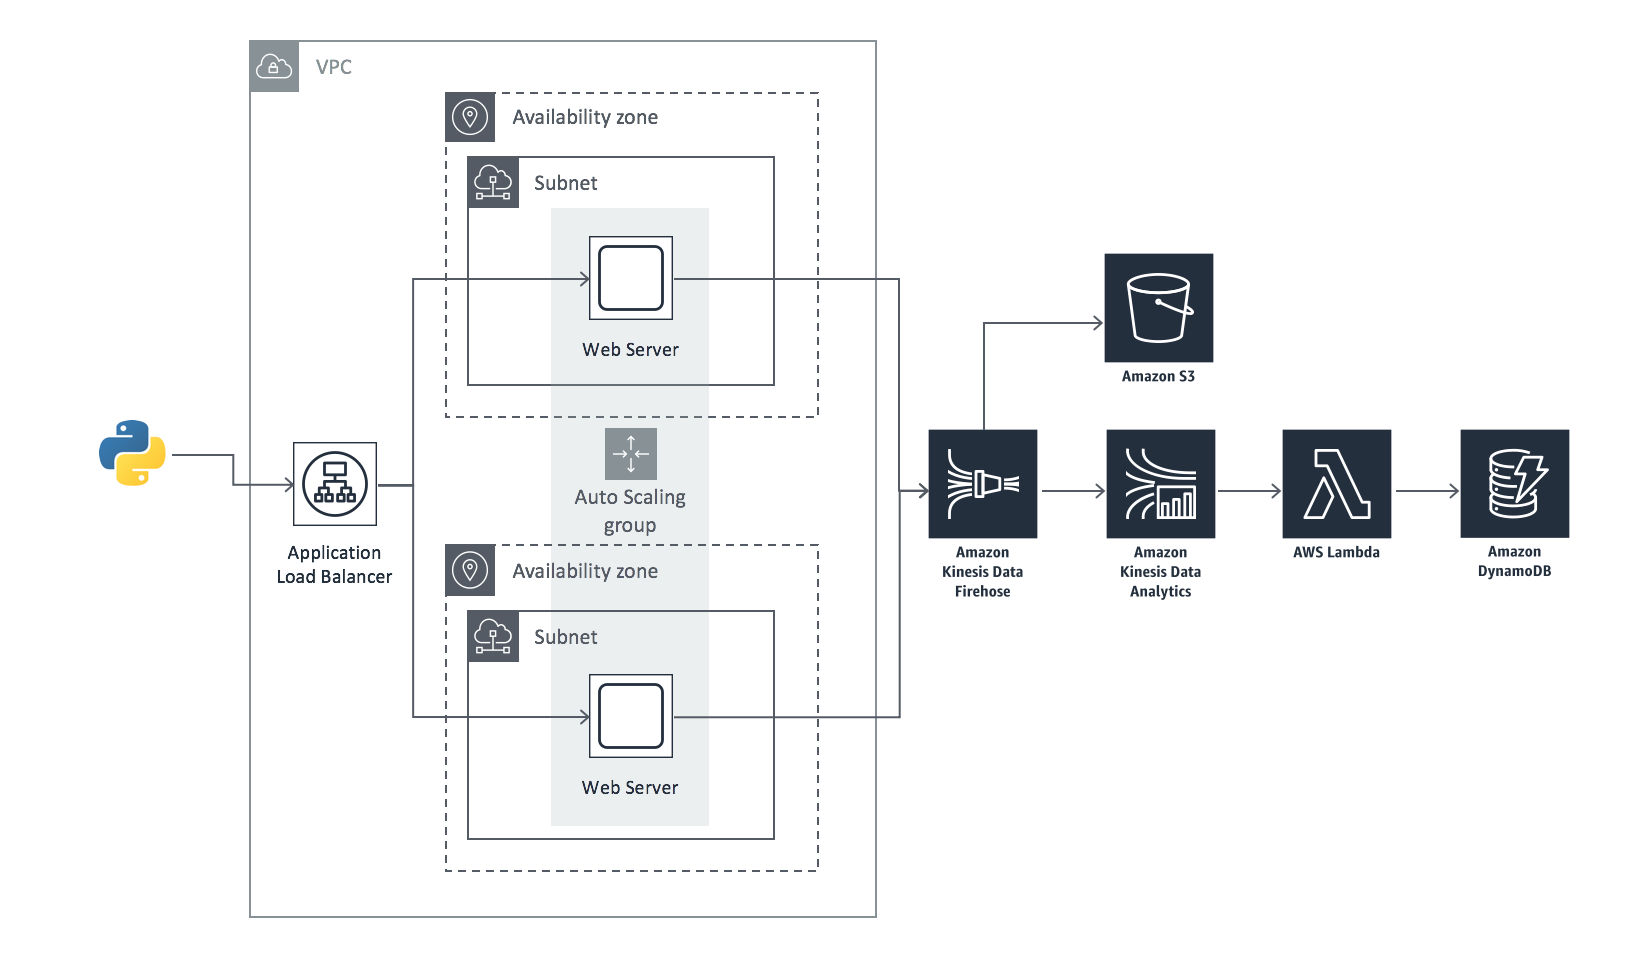 VPC
Availability zone
Subnet
Web Server
Auto Scaling
group
Application
Load Balancer
Availability zone
Subnet
Web Server
Amazon S3
Amazon
Kinesis Data
Firehose
Amazon
Kinesis Data
Analytics
AWS Lambda
Amazon
DynamoDB